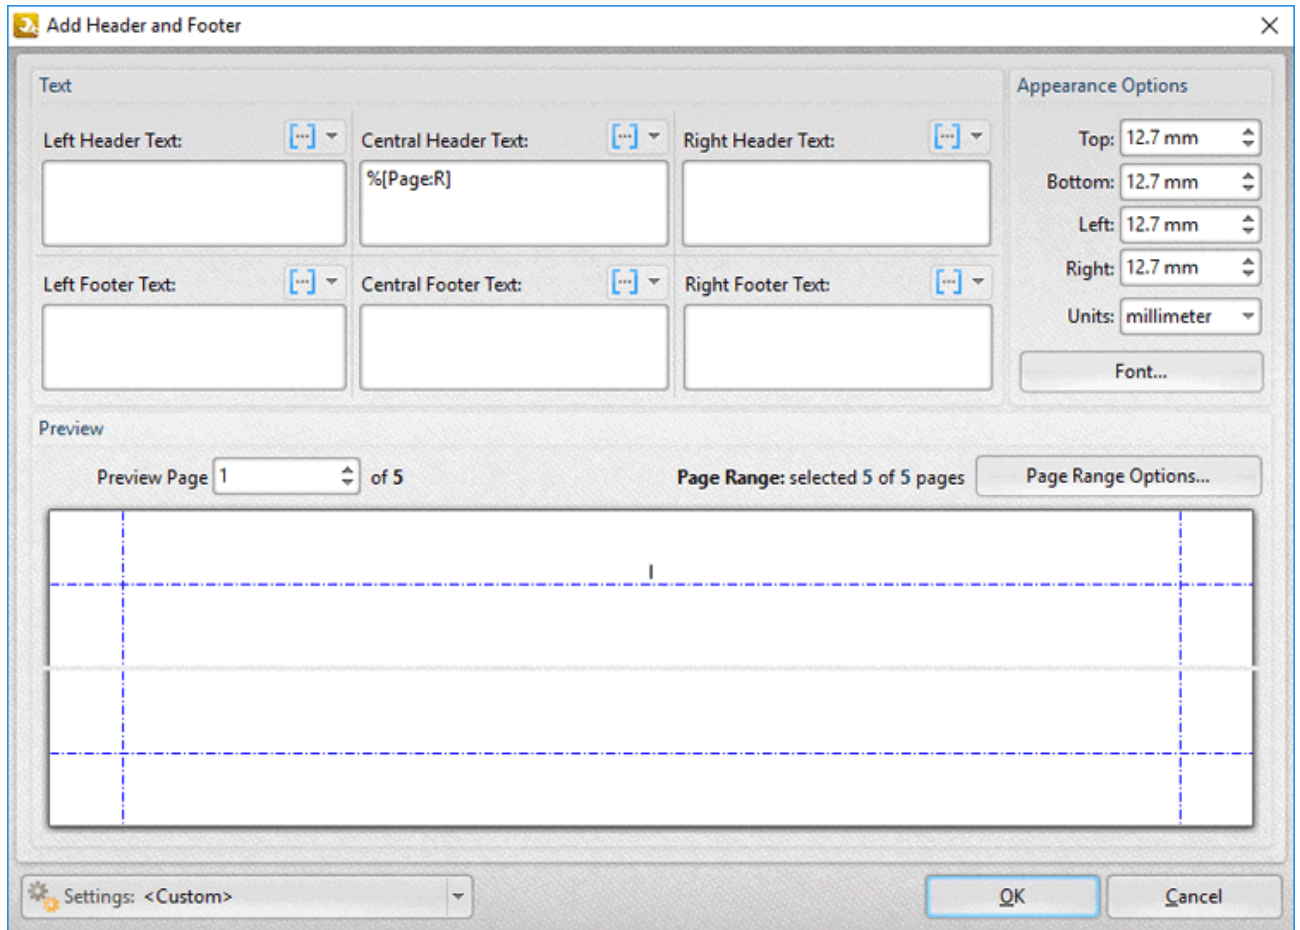 Add Header and Footer
Text
Appearance Options
Left Header Text:
Central Header Text:
Right Header Text:
%[Page:R]
Top: 12.7 mm
Bottom: 12.7 mm
Left: 12.7 mm
Right: 12.7 mm
Units: millimeter
Font...
Left Footer Text:
Central Footer Text:
Right Footer Text:
Preview
Preview Page 1 of 5
Page Range: selected 5 of 5 pages
Page Range Options...
I
Settings: <Custom>
OK
Cancel